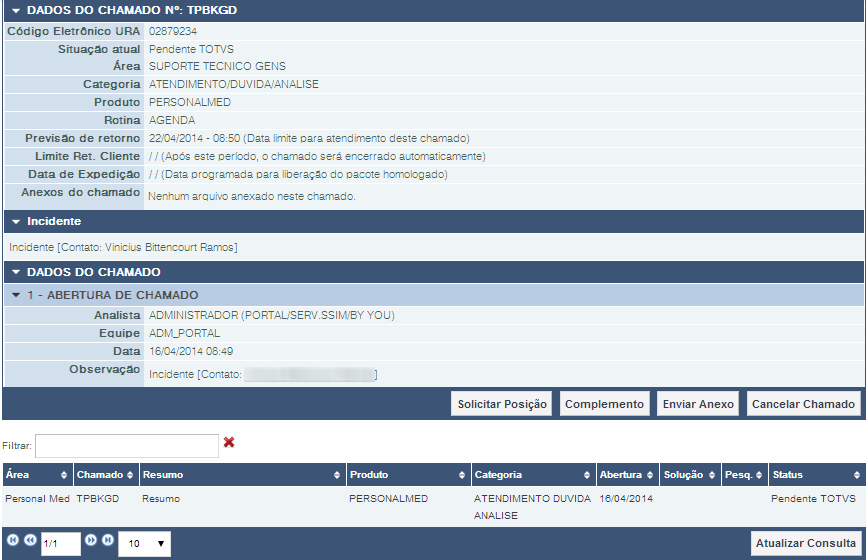 DADOS DO CHAMADO Nº: TPBKGD
Código Eletrônico URA 02879234
Situação atual Pendente TOTVS
Área SUPORTE TECNICO GENS
Categoria ATENDIMENTO/DUVIDA/ANALISE
Produto PERSONALMED
Rotina AGENDA
Previsão de retorno 22/04/2014 - 08:50 (Data limite para atendimento deste chamado)
Limite Ret. Cliente / / (Após este período, o chamado será encerrado automaticamente)
Data de Expedição / / (Data programada para liberação do pacote homologado)
Anexos do chamado Nenhum arquivo anexado neste chamado.
Incidente
Incidente [Contato: Vinicius Bittencourt Ramos]
DADOS DO CHAMADO
1 - ABERTURA DE CHAMADO
Analista ADMINISTRADOR (PORTAL/SERV.SSIM/BY YOU)
Equipe ADM_PORTAL
Data 16/04/2014 08:49
Observação Incidente [Contato: ]
Solicitar Posição Complemento Enviar Anexo Cancelar Chamado
Filtrar:
Área Chamado Resumo Produto Categoria Abertura Solução Pesq. Status
Personal Med TPBKGD Resumo PERSONALMED ATENDIMENTO DUVIDA 16/04/2014 Pendente TOTVS
ANALISE
1/1 10 Atualizar Consulta